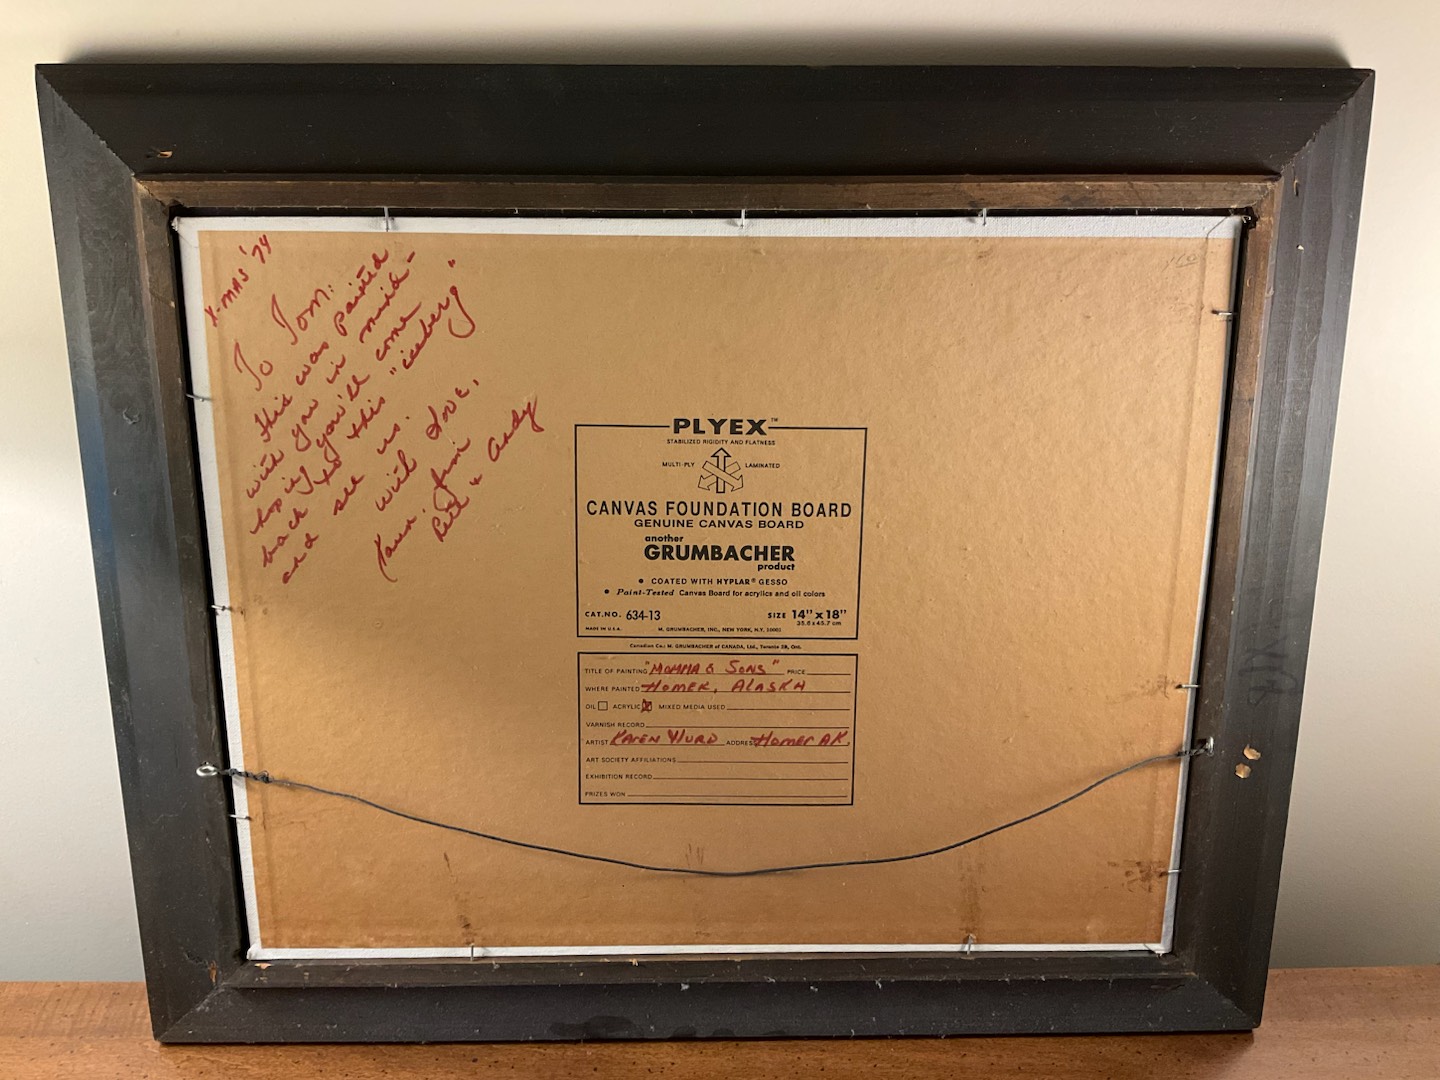 X-MAS '74
To Tom:
this was painted
with you in mind -
hoping you'll come
back to this "iceberg"
and see us.
with love,
Karen, Jim
& Andy
PLYEX™
STABILIZED RIGIDITY AND FLATNESS
MULTI-PLY LAMINATED
CANVAS FOUNDATION BOARD
GENUINE CANVAS BOARD
another
GRUMBACHER
product
• COATED WITH HYPLAR® GESSO
• Paint-Tested Canvas Board for acrylics and oil colors
CAT.NO. 634-13 SIZE 14" x 18"
35.6 x 45.7 cm
MADE IN U.S.A. M. GRUMBACHER, INC., NEW YORK, N.Y. 10001
Canadian Co.: M. GRUMBACHER of CANADA, Ltd., Toronto 2B, Ont.
TITLE OF PAINTING "MOMMA & SONS" PRICE
WHERE PAINTED HOMER, ALASKA
OIL ACRYLIC MIXED MEDIA USED
VARNISH RECORD
ARTIST KAREN ADDRESS HOMER AK.
ART SOCIETY AFFILIATIONS
EXHIBITION RECORD
PRIZES WON